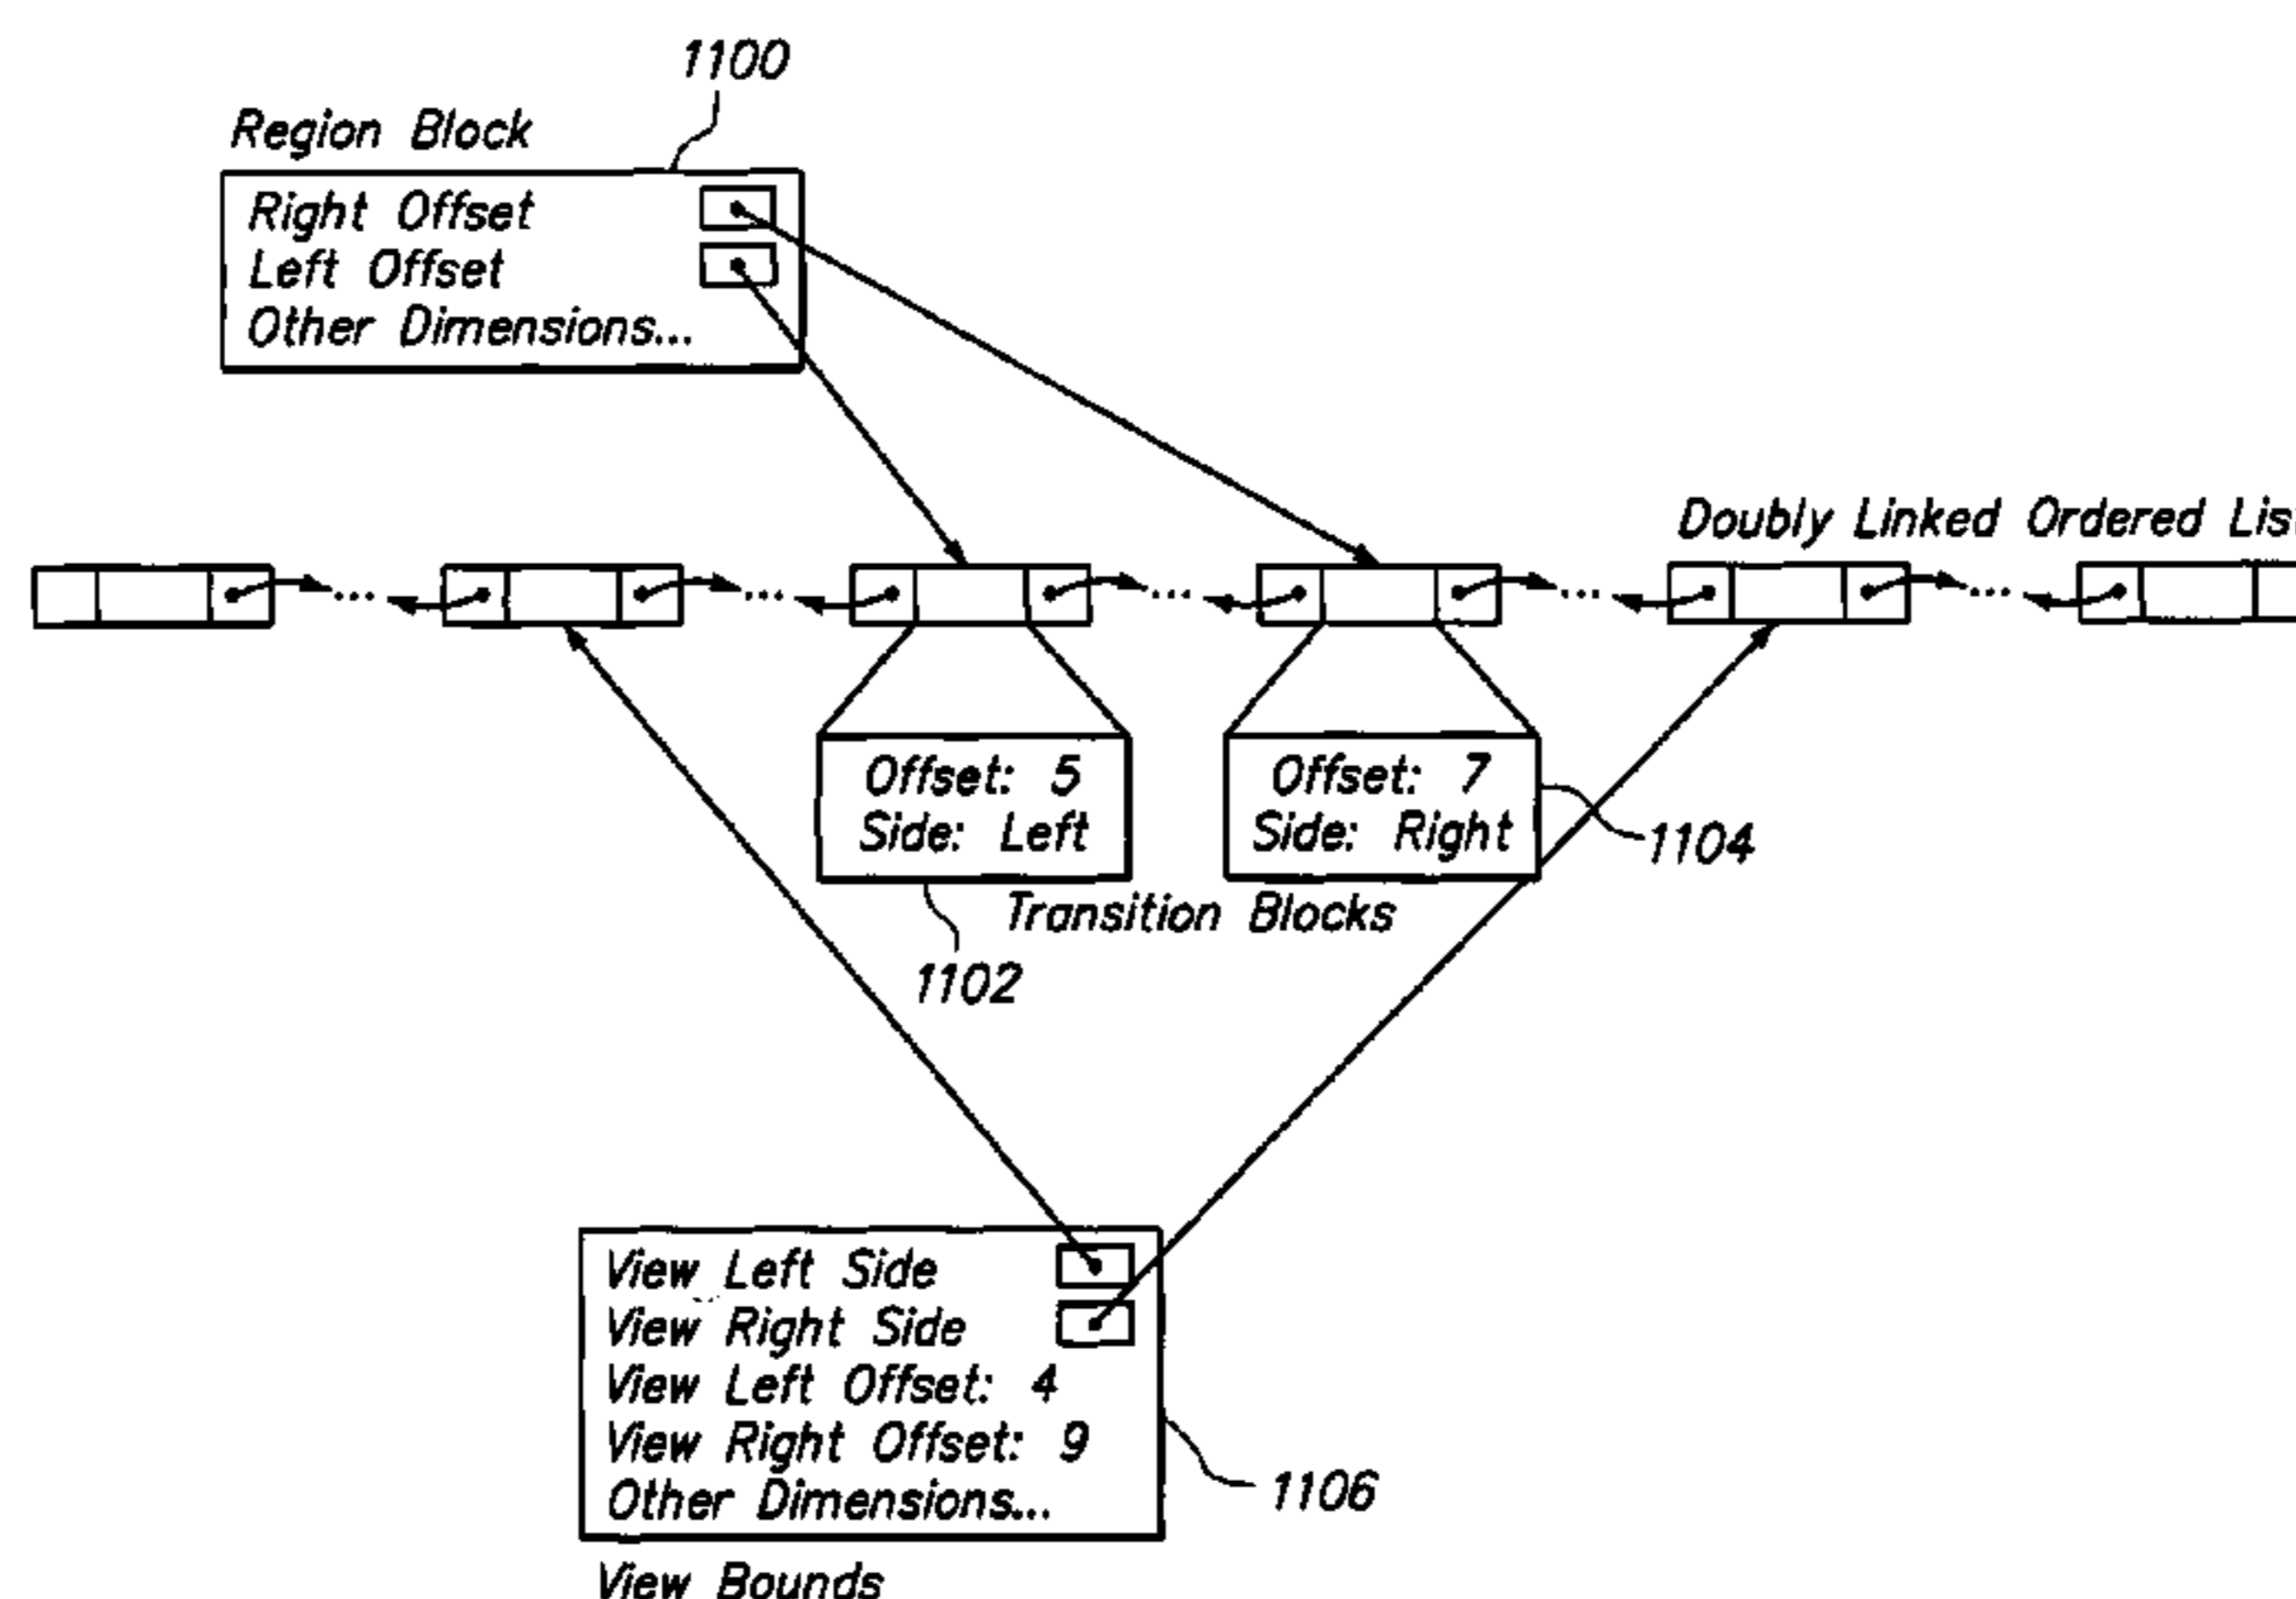 1100
Region Block
Right Offset
Left Offset
Other Dimensions...
Doubly Linked Ordered Lis
... ... ... ... ...
Offset: 5
Side: Left
Offset: 7
Side: Right
1104
Transition Blocks
1102
View Left Side
View Right Side
View Left Offset: 4
View Right Offset: 9
Other Dimensions...
1106
View Bounds